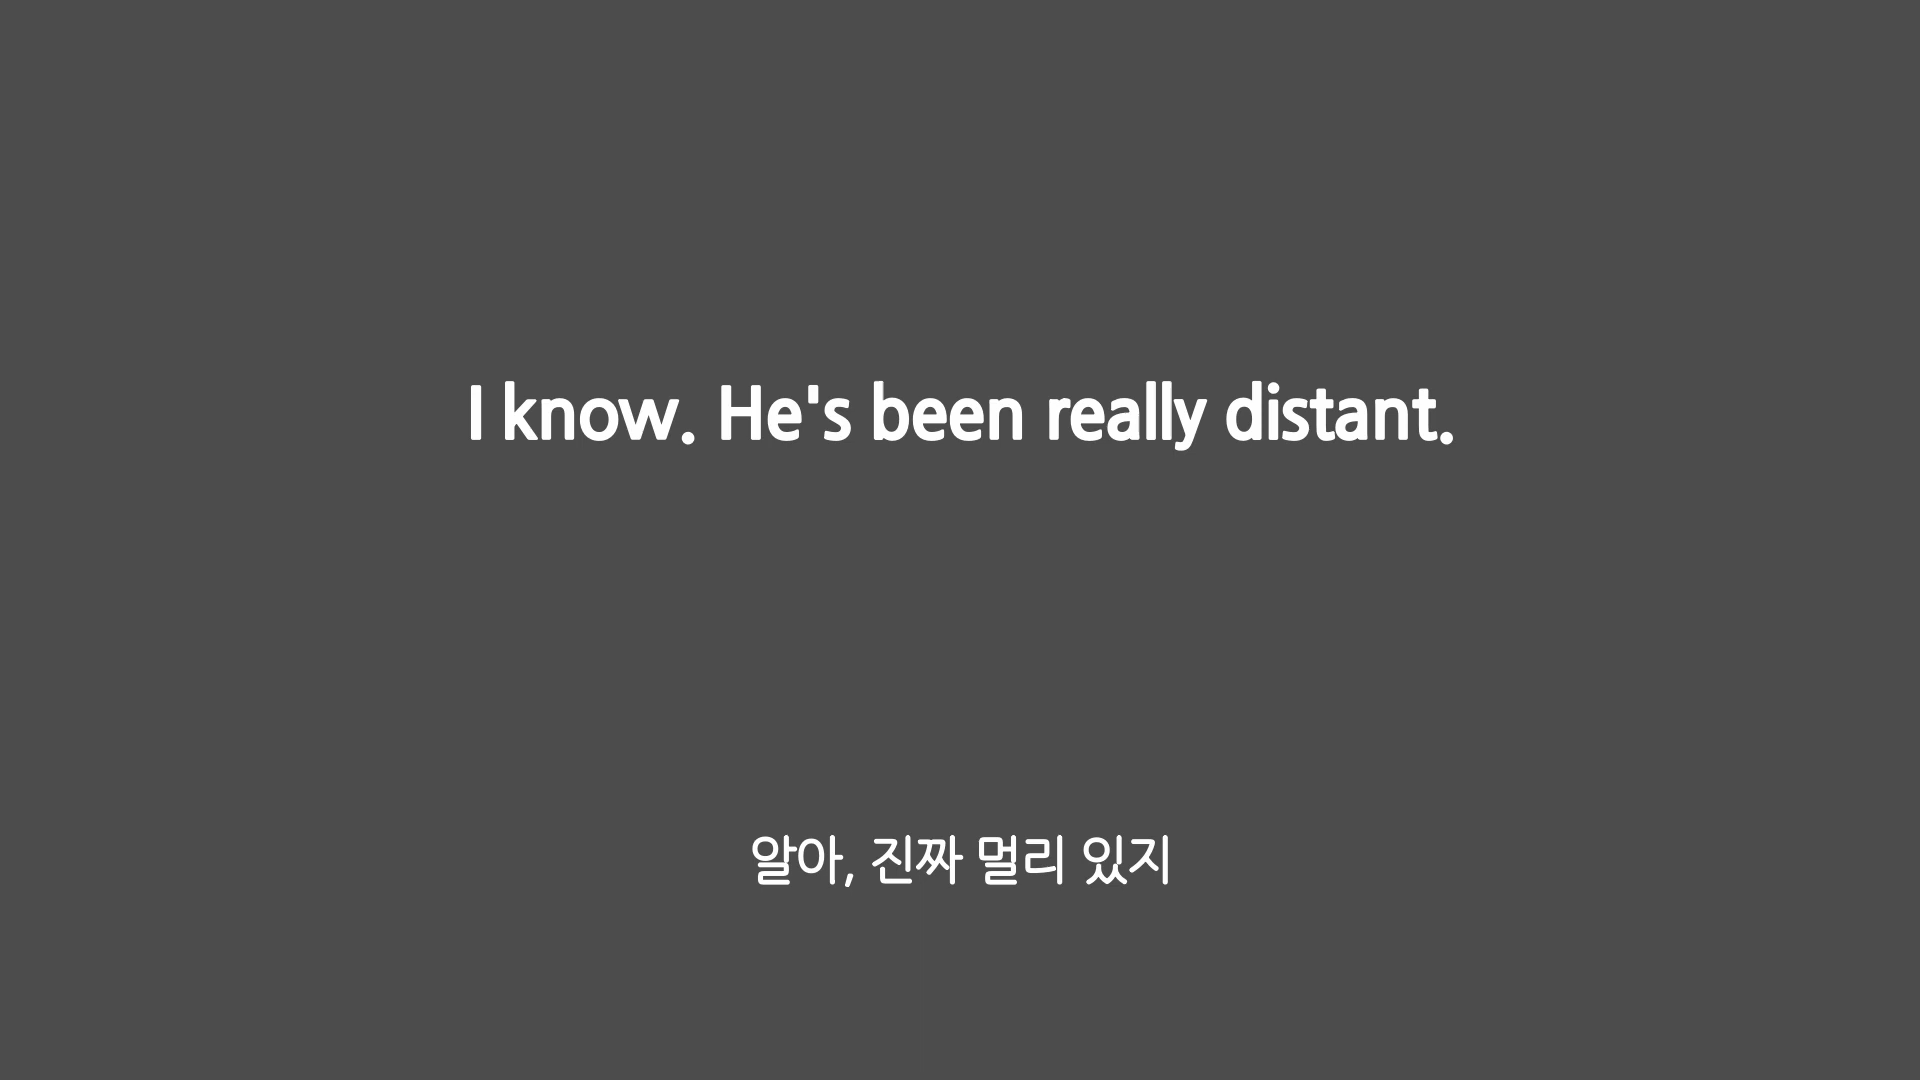 I know. He's been really distant.
알아, 진짜 멀리 있지